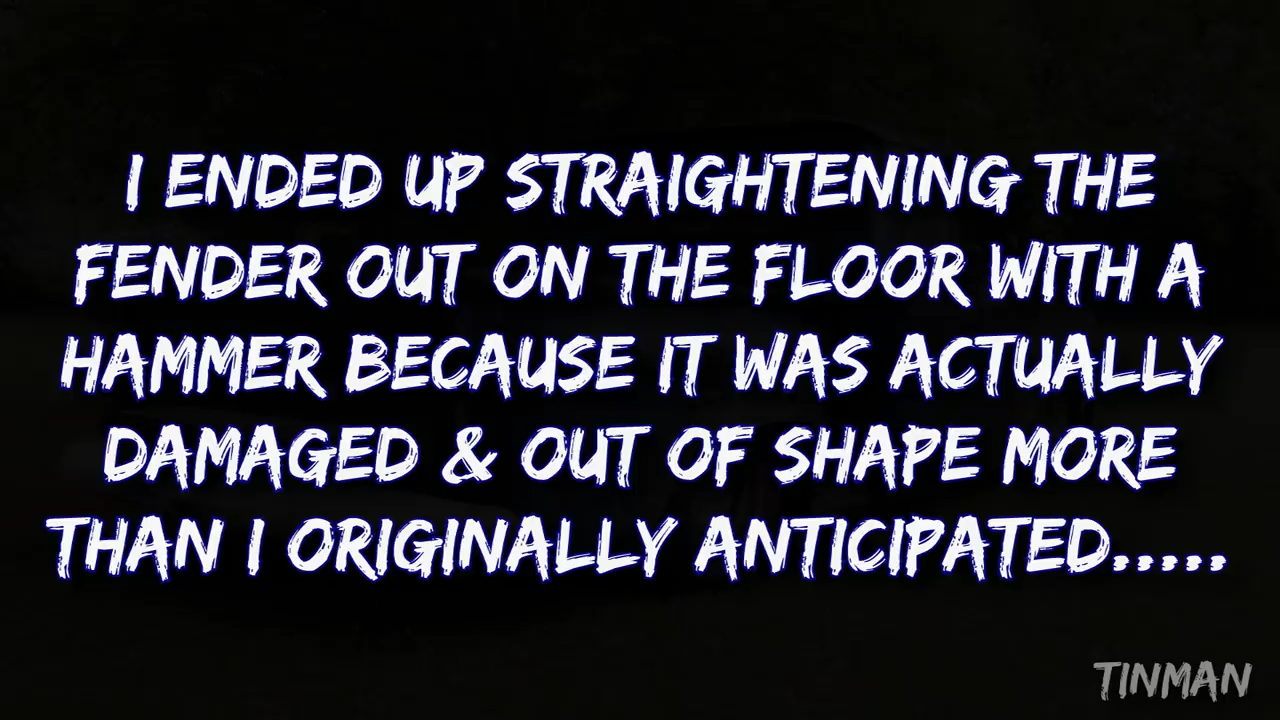 I ENDED UP STRAIGHTENING THE
FENDER OUT ON THE FLOOR WITH A
HAMMER BECAUSE IT WAS ACTUALLY
DAMAGED & OUT OF SHAPE MORE
THAN I ORIGINALLY ANTICIPATED.....
TINMAN